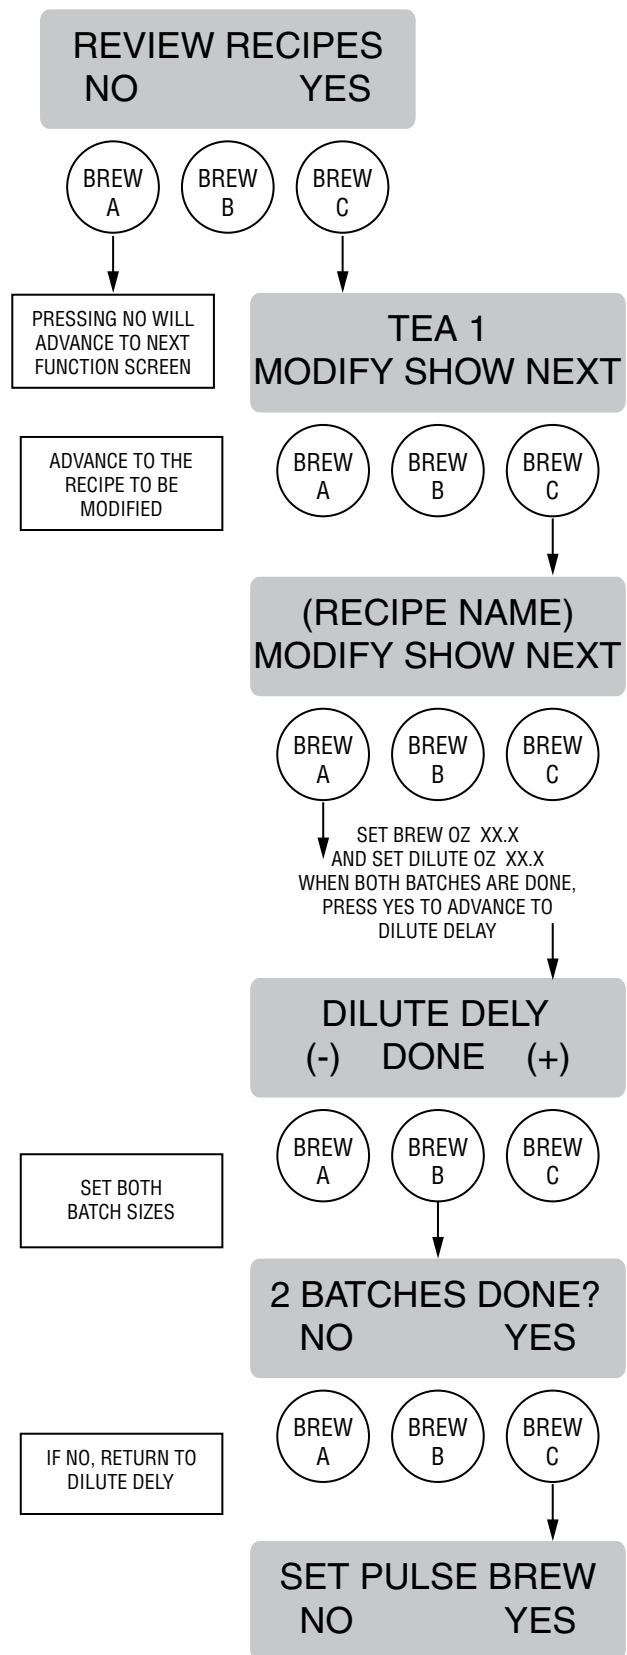 REVIEW RECIPES
NO YES
BREW
A
BREW
B
BREW
C
PRESSING NO WILL
ADVANCE TO NEXT
FUNCTION SCREEN
TEA 1
MODIFY SHOW NEXT
ADVANCE TO THE
RECIPE TO BE
MODIFIED
BREW
A
BREW
B
BREW
C
(RECIPE NAME)
MODIFY SHOW NEXT
BREW
A
BREW
B
BREW
C
SET BREW OZ XX.X
AND SET DILUTE OZ XX.X
WHEN BOTH BATCHES ARE DONE,
PRESS YES TO ADVANCE TO
DILUTE DELAY
DILUTE DELY
(-) DONE (+)
BREW
A
BREW
B
BREW
C
SET BOTH
BATCH SIZES
2 BATCHES DONE?
NO YES
BREW
A
BREW
B
BREW
C
IF NO, RETURN TO
DILUTE DELY
SET PULSE BREW
NO YES